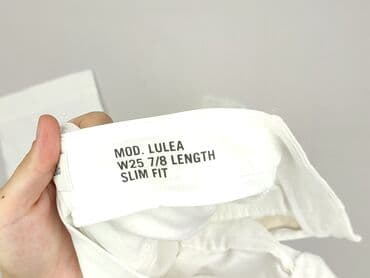 MOD. LULEA
W25 7/8 LENGTH
SLIM FIT